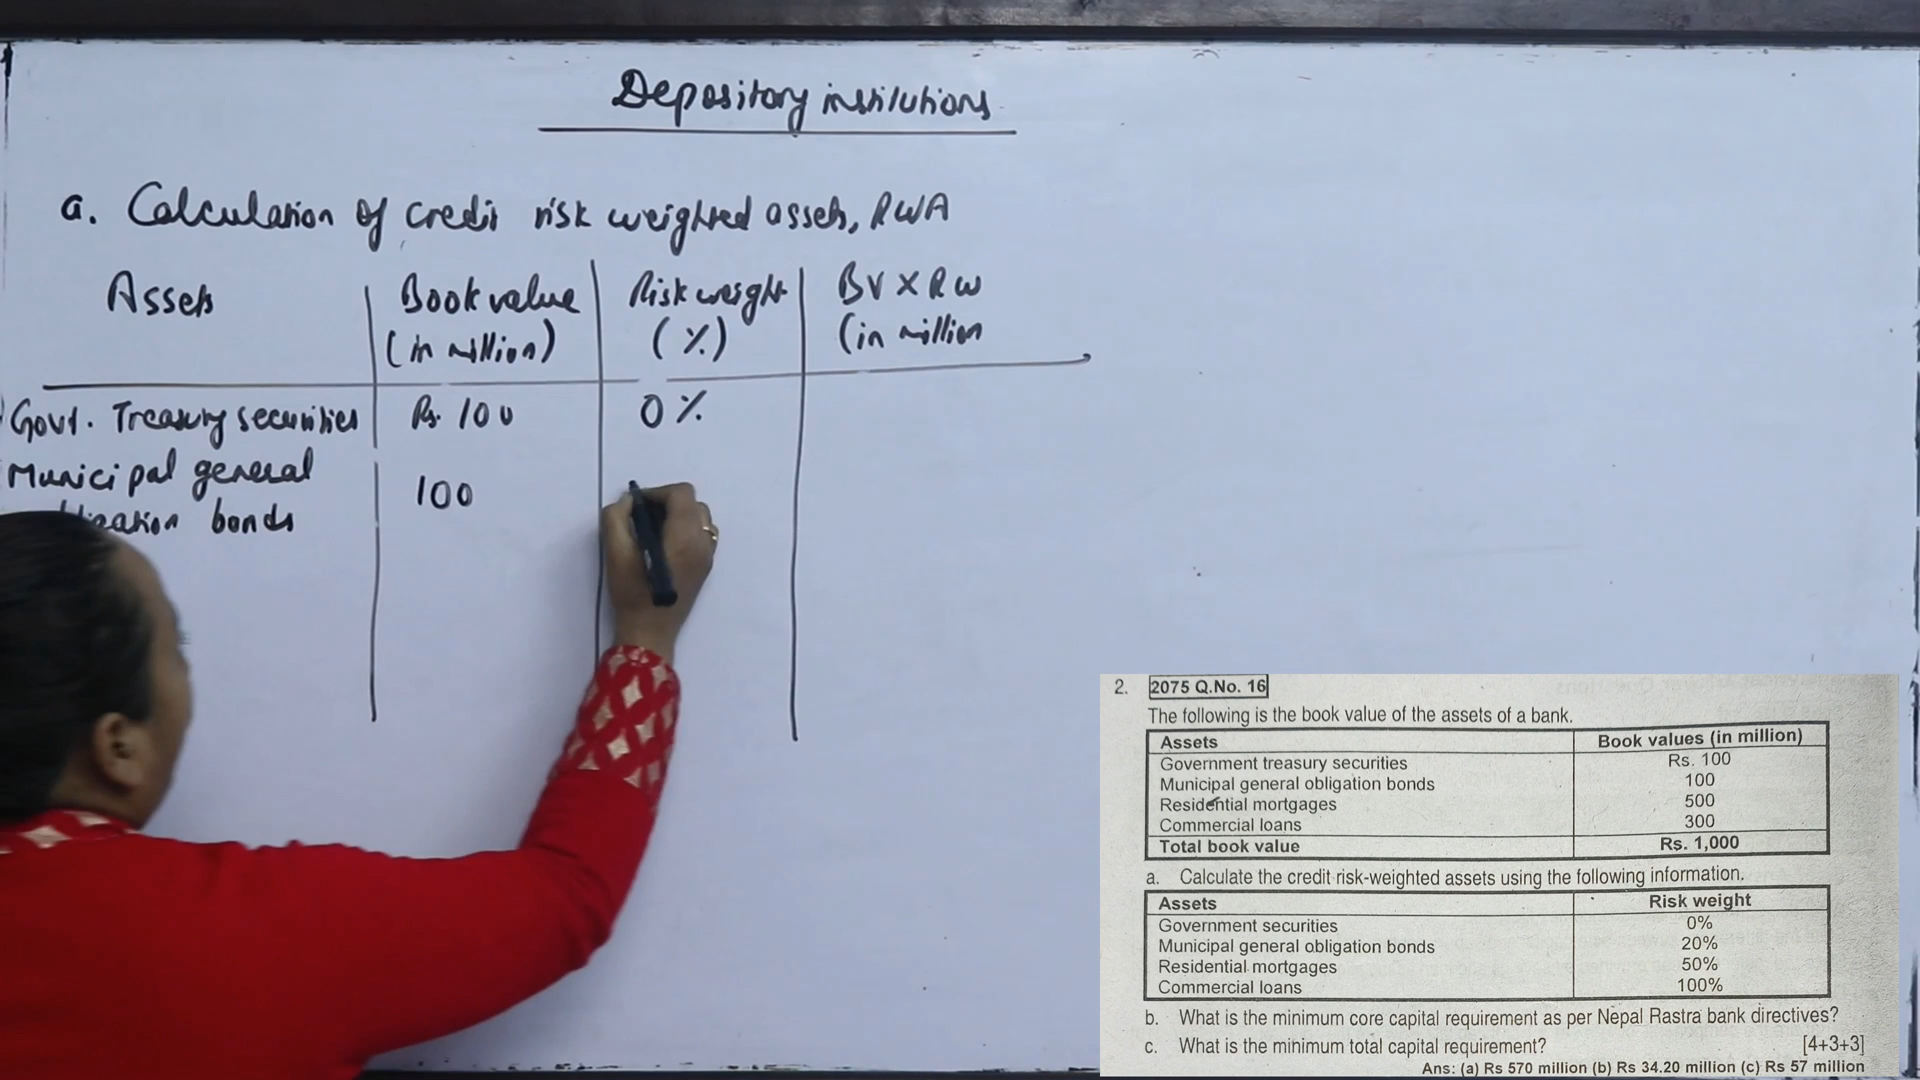 Depository institutions
a. Calculation of credit risk weighted assets, RWA
Assets Book value Risk weight BV X RW
(in million) (%) (in million
Govt. Treasury securities Rs. 100 0%
Municipal general 100
bonds
2. 2075 Q.No. 16
The following is the book value of the assets of a bank.
Assets Book values (in million)
Government treasury securities Rs. 100
Municipal general obligation bonds 100
Residential mortgages 500
Commercial loans 300
Total book value Rs. 1,000
a. Calculate the credit risk-weighted assets using the following information.
Assets Risk weight
Government securities 0%
Municipal general obligation bonds 20%
Residential mortgages 50%
Commercial loans 100%
b. What is the minimum core capital requirement as per Nepal Rastra bank directives?
c. What is the minimum total capital requirement? [4+3+3]
Ans: (a) Rs 570 million (b) Rs 34.20 million (c) Rs 57 million